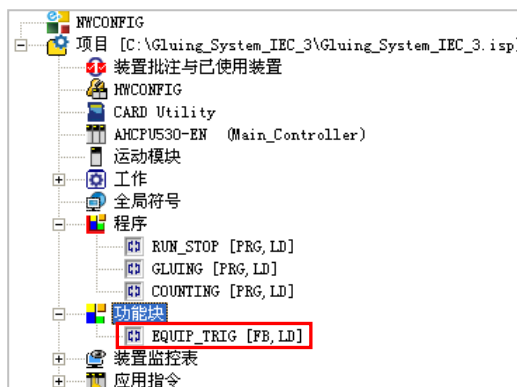 NWCONFIG
项目 [C:\Gluing_System_IEC_3\Gluing_System_IEC_3.isp]
装置批注与已使用装置
HWCONFIG
CARD Utility
AHCPU530-EN (Main_Controller)
运动模块
工作
全局符号
程序
RUN_STOP [PRG,LD]
GLUING [PRG,LD]
COUNTING [PRG,LD]
功能块
EQUIP_TRIG [FB,LD]
装置监控表
应用指令